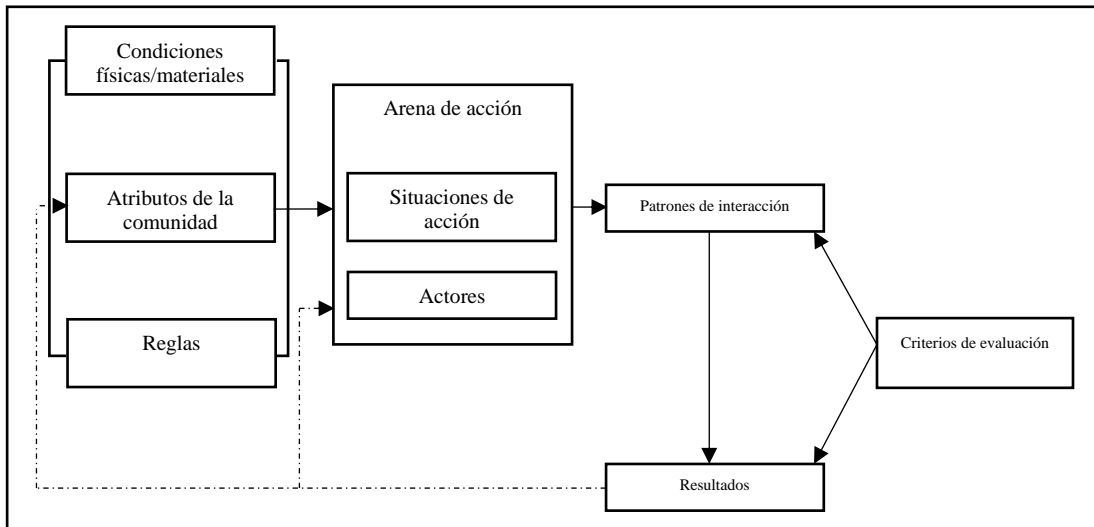 Condiciones
físicas/materiales
Atributos de la
comunidad
Reglas
Arena de acción
Situaciones de
acción
Actores
Patrones de interacción
Criterios de evaluación
Resultados